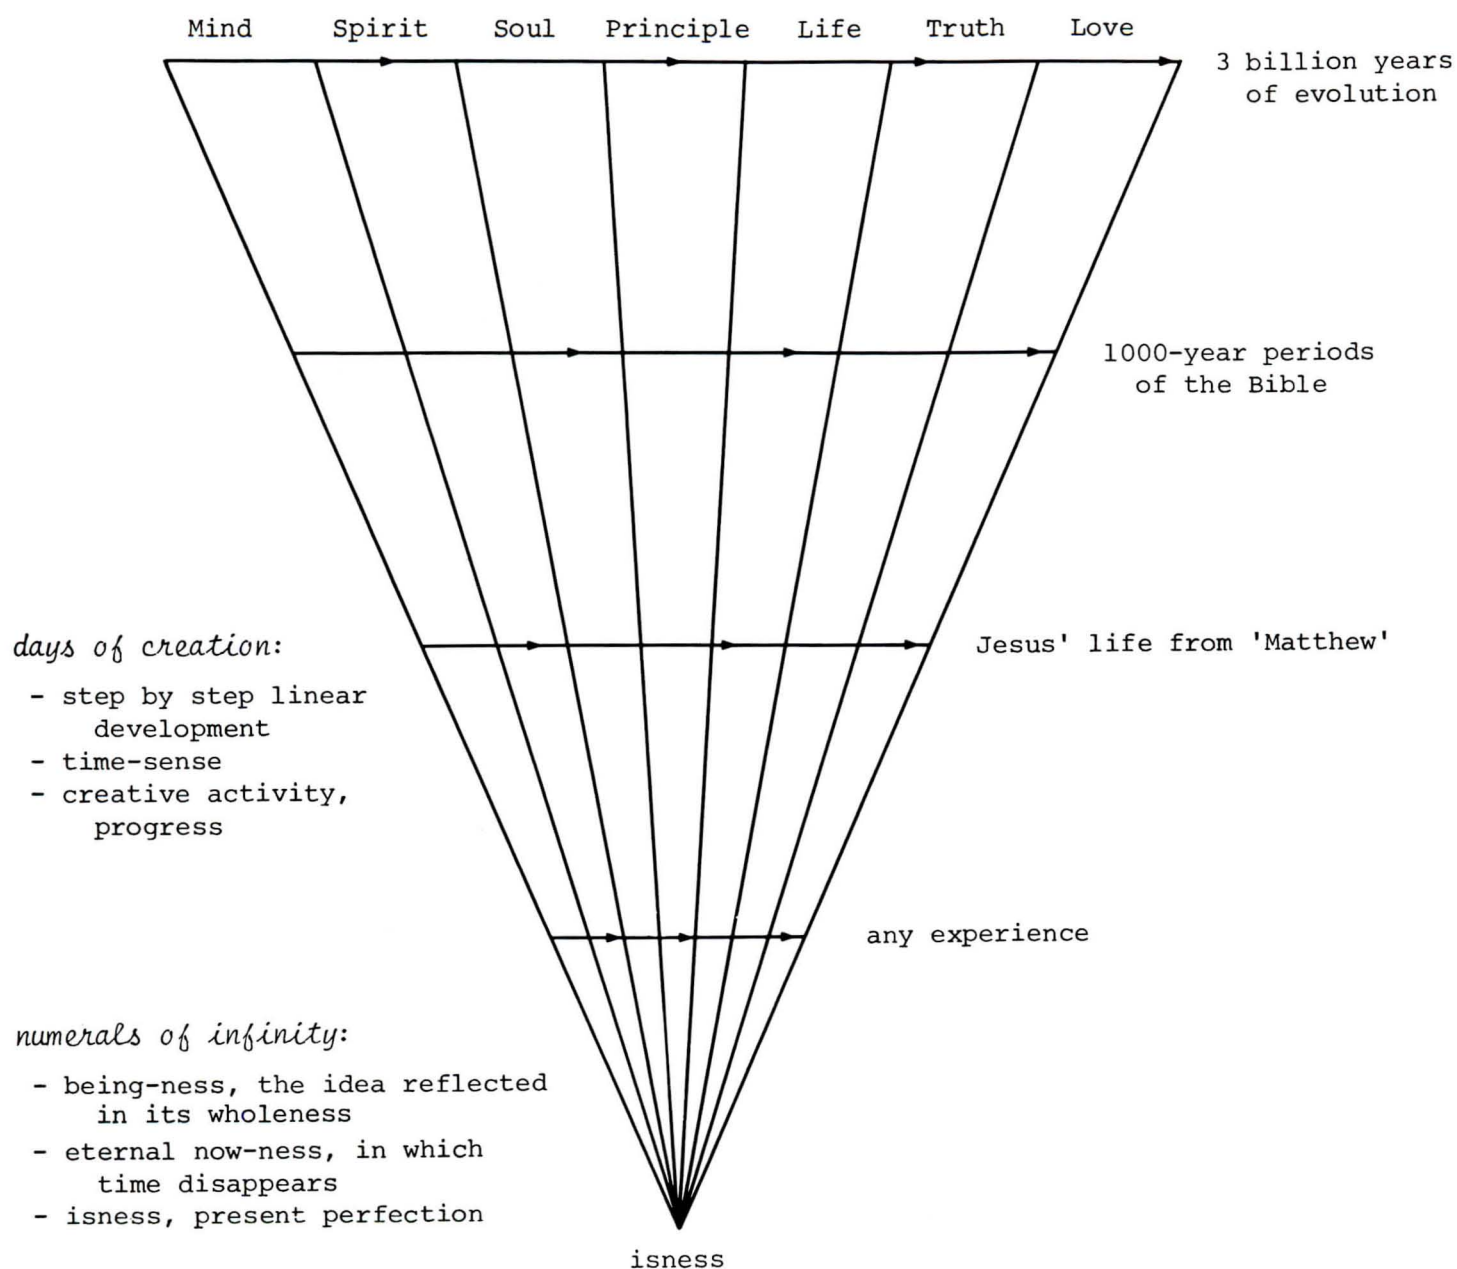 Mind Spirit Soul Principle Life Truth Love
3 billion years
of evolution
1000-year periods
of the Bible
Jesus' life from 'Matthew'
days of creation:
- step by step linear
development
- time-sense
- creative activity,
progress
any experience
numerals of infinity:
- being-ness, the idea reflected
in its wholeness
- eternal now-ness, in which
time disappears
- isness, present perfection
isness